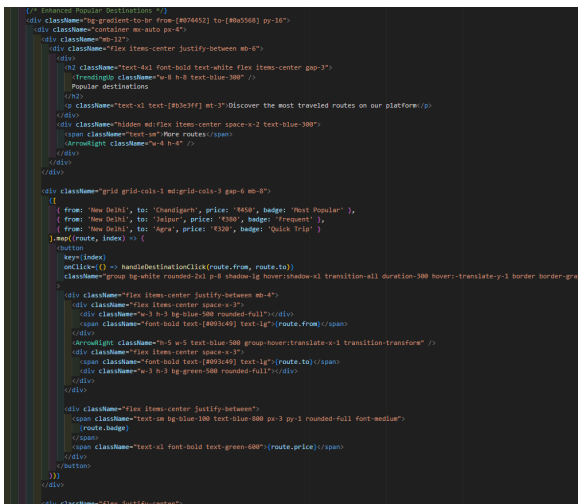 {/* Enhanced Popular Destinations */}
<div className="bg-gradient-to-br from-[#074452] to-[#0a5568] py-16">
<div className="container mx-auto px-4">
<div className="mb-12">
<div className="flex items-center justify-between mb-6">
<div>
<h2 className="text-4xl font-bold text-white flex items-center gap-3">
<TrendingUp className="w-8 h-8 text-blue-300" />
Popular destinations
</h2>
<p className="text-xl text-[#b3e3ff] mt-3">Discover the most traveled routes on our platform</p>
</div>
<div className="hidden md:flex items-center space-x-2 text-blue-300">
<span className="text-sm">More routes</span>
<ArrowRight className="w-4 h-4" />
</div>
</div>
</div>
<div className="grid grid-cols-1 md:grid-cols-3 gap-6 mb-8">
{[
{ from: 'New Delhi', to: 'Chandigarh', price: '₹450', badge: 'Most Popular' },
{ from: 'New Delhi', to: 'Jaipur', price: '₹380', badge: 'Frequent' },
{ from: 'New Delhi', to: 'Agra', price: '₹320', badge: 'Quick Trip' }
].map((route, index) => (
<button
key={index}
onClick={() => handleDestinationClick(route.from, route.to)}
className="group bg-white rounded-2xl p-8 shadow-lg hover:shadow-xl transition-all duration-300 hover:-translate-y-1 border border-gra
>
<div className="flex items-center justify-between mb-4">
<div className="flex items-center space-x-3">
<div className="w-3 h-3 bg-blue-500 rounded-full"></div>
<span className="font-bold text-[#093c49] text-lg">{route.from}</span>
</div>
<ArrowRight className="h-5 w-5 text-blue-500 group-hover:translate-x-1 transition-transform" />
<div className="flex items-center space-x-3">
<span className="font-bold text-[#093c49] text-lg">{route.to}</span>
<div className="w-3 h-3 bg-green-500 rounded-full"></div>
</div>
</div>
<div className="flex items-center justify-between">
<span className="text-sm bg-blue-100 text-blue-800 px-3 py-1 rounded-full font-medium">
{route.badge}
</span>
<span className="text-xl font-bold text-green-600">{route.price}</span>
</div>
</button>
))}
</div>
<div className="flex justify-center">